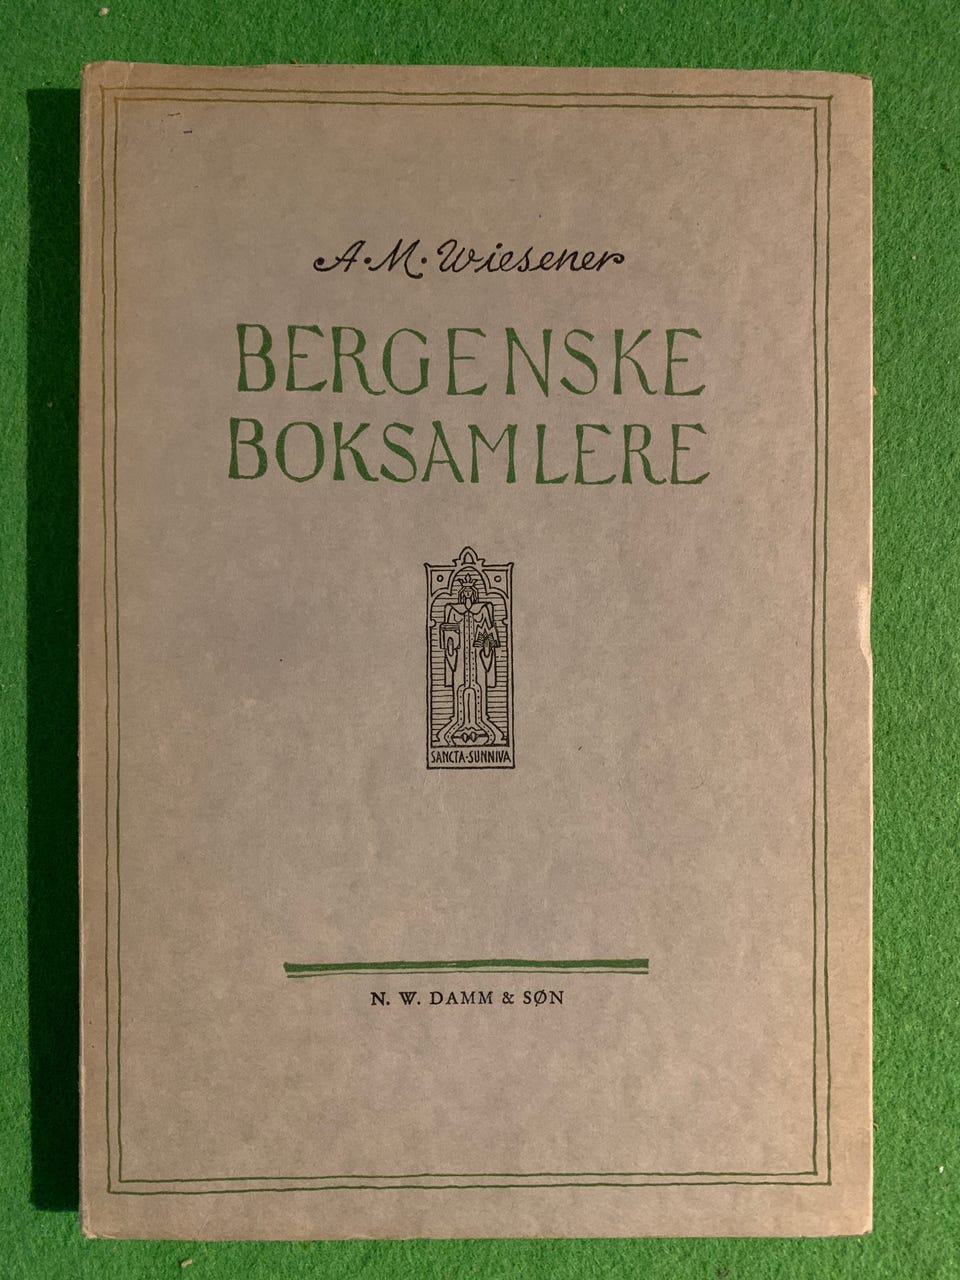 A. M. Wiesener
BERGENSKE
BOKSAMLERE
SANCTA·SUNNIVA
N. W. DAMM & SØN